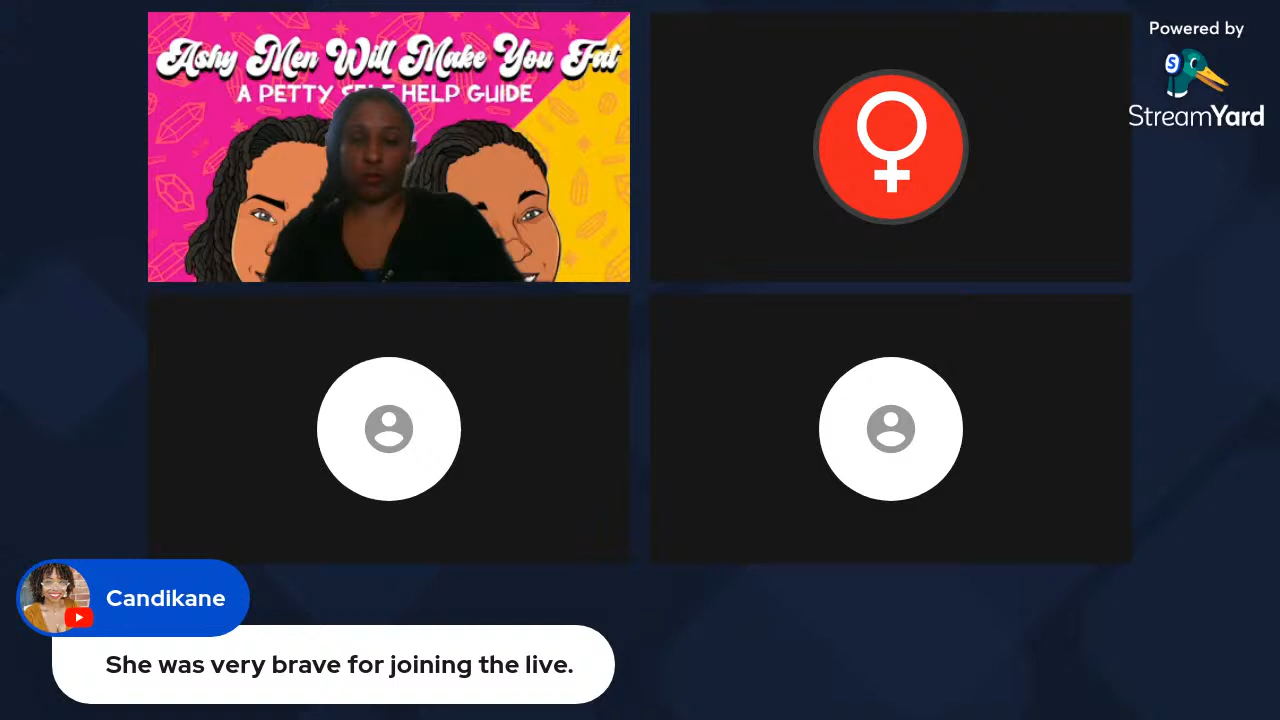 Ashy Men Will Make You Fat
A PETTY SELF HELP GUIDE
Powered by
S
StreamYard
Candikane
She was very brave for joining the live.